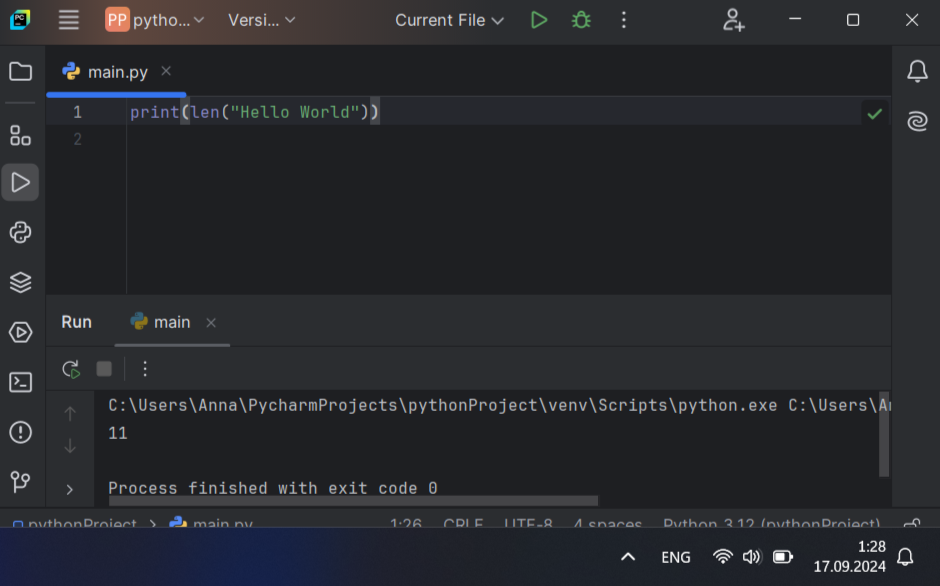 PC PP pytho... Versi... Current File
main.py
1 print(len("Hello World"))
2
Run main
C:\Users\Anna\PycharmProjects\pythonProject\venv\Scripts\python.exe C:\Users\An
11
Process finished with exit code 0
pythonProject > main.py 1:26 CRLF UTF-8 4 spaces Python 3.12 (pythonProject)
ENG 1:28
17.09.2024